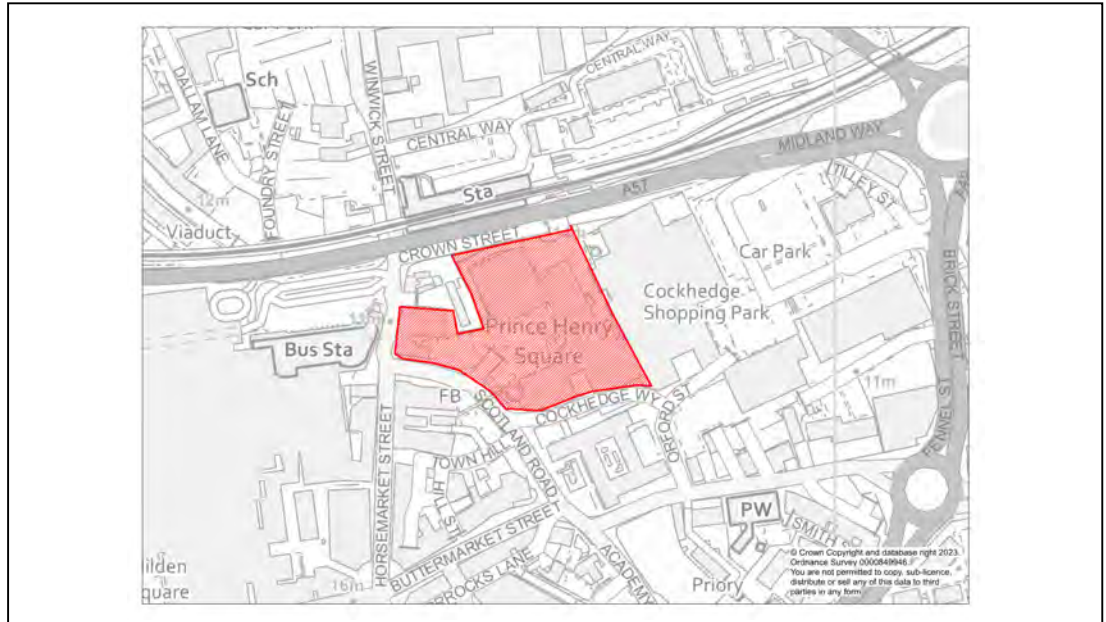 CENTRAL WAY
Sch
DALLAM LANE
WINWICK STREET
FOUNDRY STREET
CENTRAL WAY
MIDLAND WAY
A57
Sta
TILLEY ST
12m
Viaduct
CROWN STREET
Car Park
BRICK STREET
Cockhedge
Shopping Park
Prince Henry
Square
Bus Sta
11m
FB
COCKHEDGE WY
SCOTLAND ROAD
ORFORD ST
FENNEL ST
TOWN HILL
HILL ST
HORSEMARKET STREET
PW
SMITH S
BUTTERMARKET STREET
ACADEMY
Priory
16m
ilden
quare
© Crown Copyright and database right 2023.
Ordnance Survey 0000849946.
You are not permitted to copy, sub-licence,
distribute or sell any of this data to third
parties in any form